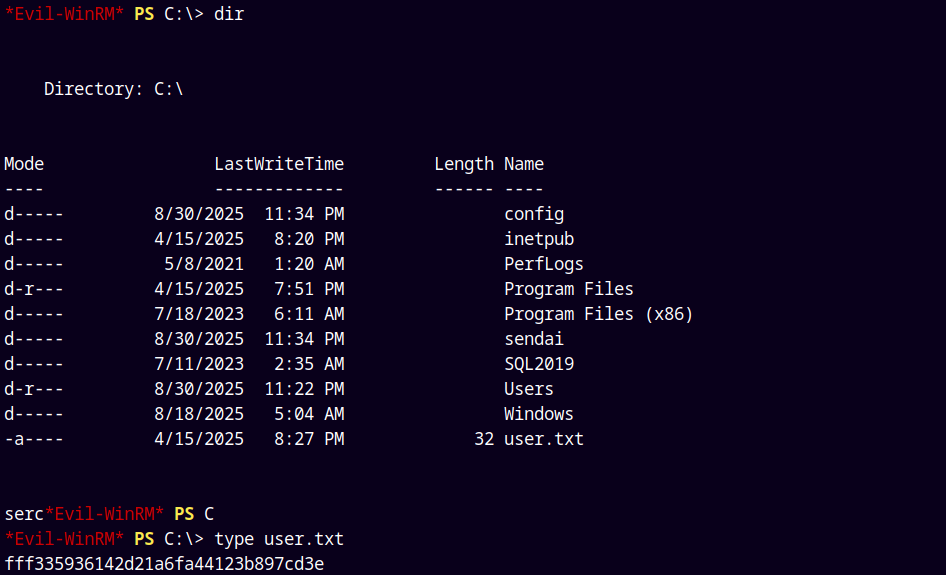 *Evil-WinRM* PS C:\> dir
Directory: C:\
Mode                 LastWriteTime         Length Name
----                 -------------         ------ ----
d-----         8/30/2025  11:34 PM                config
d-----         4/15/2025   8:20 PM                inetpub
d-----          5/8/2021   1:20 AM                PerfLogs
d-r---         4/15/2025   7:51 PM                Program Files
d-----         7/18/2023   6:11 AM                Program Files (x86)
d-----         8/30/2025  11:34 PM                sendai
d-----         7/11/2023   2:35 AM                SQL2019
d-r---         8/30/2025  11:22 PM                Users
d-----         8/18/2025   5:04 AM                Windows
-a----         4/15/2025   8:27 PM             32 user.txt
serc*Evil-WinRM* PS C
*Evil-WinRM* PS C:\> type user.txt
fff335936142d21a6fa44123b897cd3e